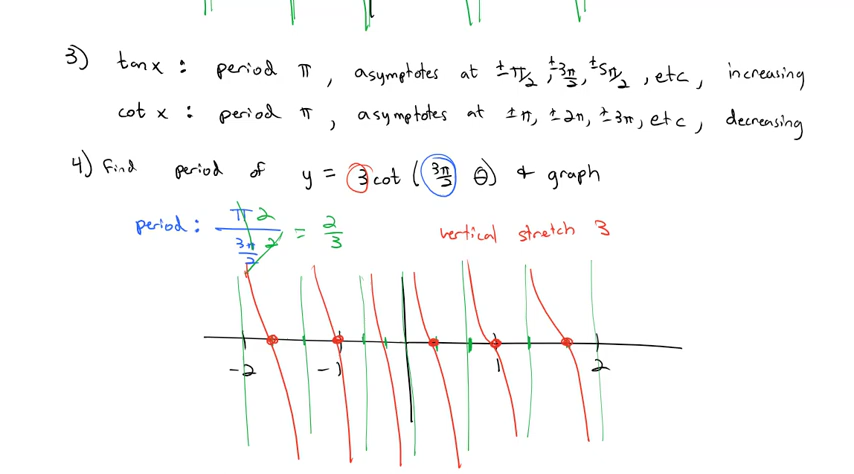 3) tan x : period π , asymptotes at ±π/2 , ±3π/2 , ±5π/2 , etc , increasing
cot x : period π , asymptotes at ±π, ±2π, ±3π, etc , decreasing
4) Find period of y = 3 cot ( 3π/2 θ ) & graph
period : π 2 / 3π/2 2 = 2/3 vertical stretch 3
-2 -1 1 2